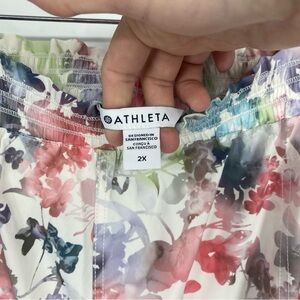 ATHLETA
DESIGNED IN
SAN FRANCISCO
CONÇU À
SAN FRANCISCO
2X